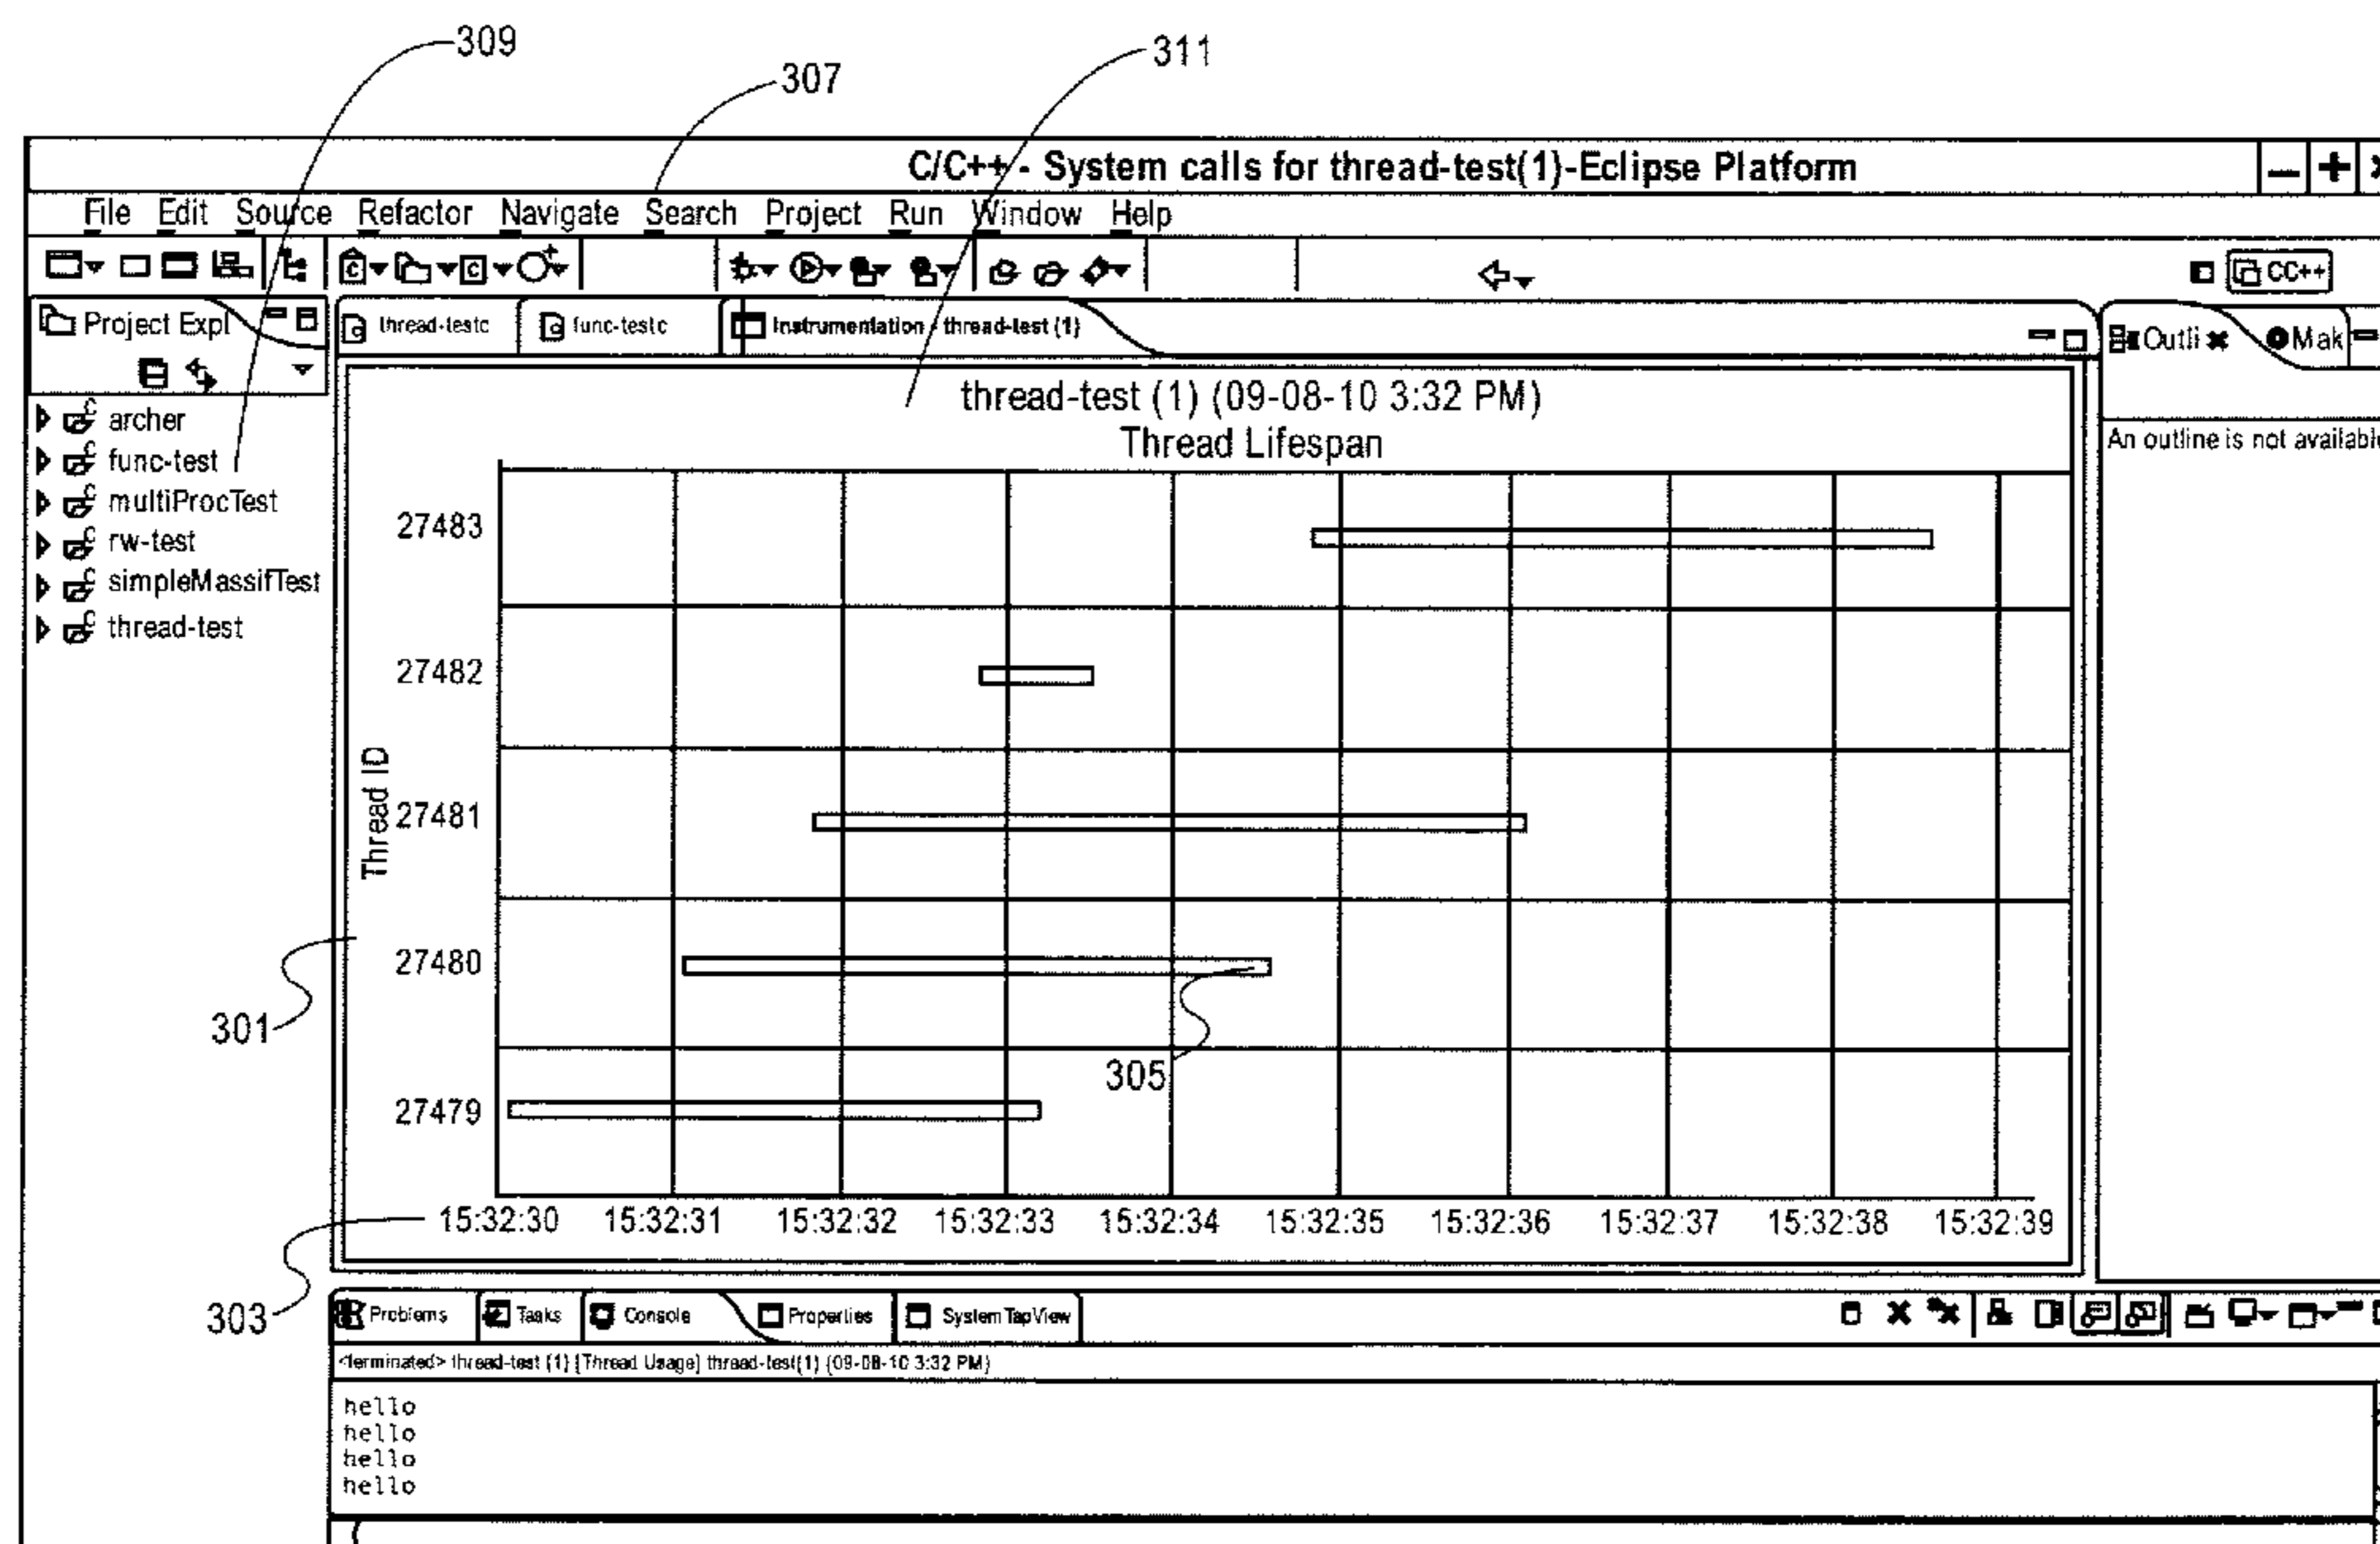 309
307
311
C/C++ - System calls for thread-test(1)-Eclipse Platform
File Edit Source Refactor Navigate Search Project Run Window Help
CC++
Project Expl
thread-testc
func-testc
Instrumentation / thread-test (1)
Outli
Mak
archer
func-test
multiProcTest
rw-test
simpleMassifTest
thread-test
thread-test (1) (09-08-10 3:32 PM)
Thread Lifespan
An outline is not available
Thread ID
27483
27482
27481
27480
27479
301
305
303
15:32:30 15:32:31 15:32:32 15:32:33 15:32:34 15:32:35 15:32:36 15:32:37 15:32:38 15:32:39
Problems Tasks Console Properties SystemTapView
<terminated> thread-test (1) [Thread Usage] thread-test(1) (09-08-10 3:32 PM)
hello
hello
hello
hello